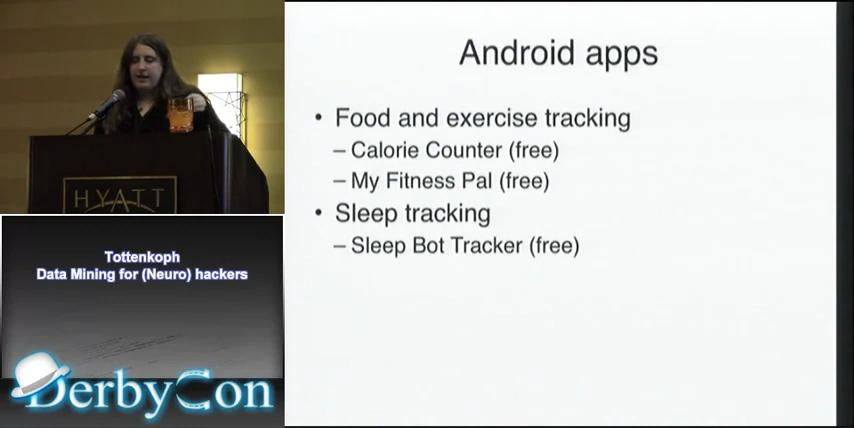 HYATT
Tottenkoph
Data Mining for (Neuro) hackers
DerbyCon
Android apps
• Food and exercise tracking
– Calorie Counter (free)
– My Fitness Pal (free)
• Sleep tracking
– Sleep Bot Tracker (free)